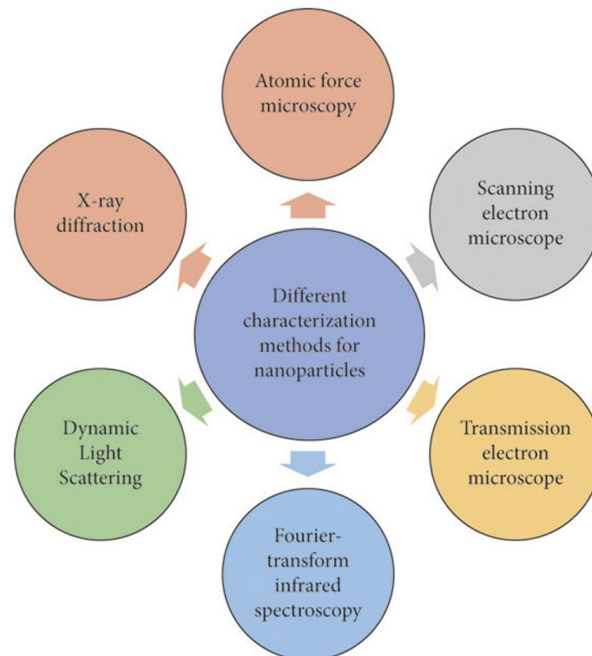 Atomic force
microscopy
X-ray
diffraction
Scanning
electron
microscope
Different
characterization
methods for
nanoparticles
Dynamic
Light
Scattering
Transmission
electron
microscope
Fourier-
transform
infrared
spectroscopy